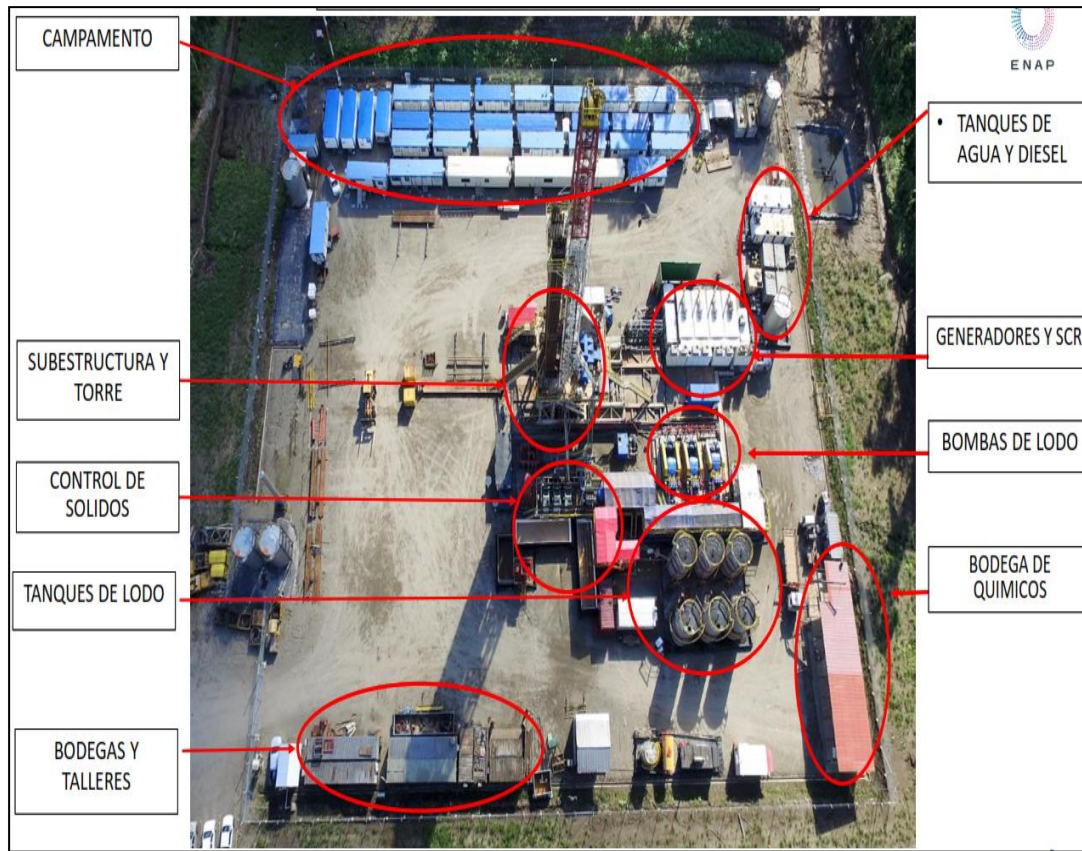 CAMPAMENTO
ENAP
• TANQUES DE
AGUA Y DIESEL
SUBESTRUCTURA Y
TORRE
GENERADORES Y SCR
CONTROL DE
SOLIDOS
BOMBAS DE LODO
TANQUES DE LODO
BODEGA DE
QUIMICOS
BODEGAS Y
TALLERES